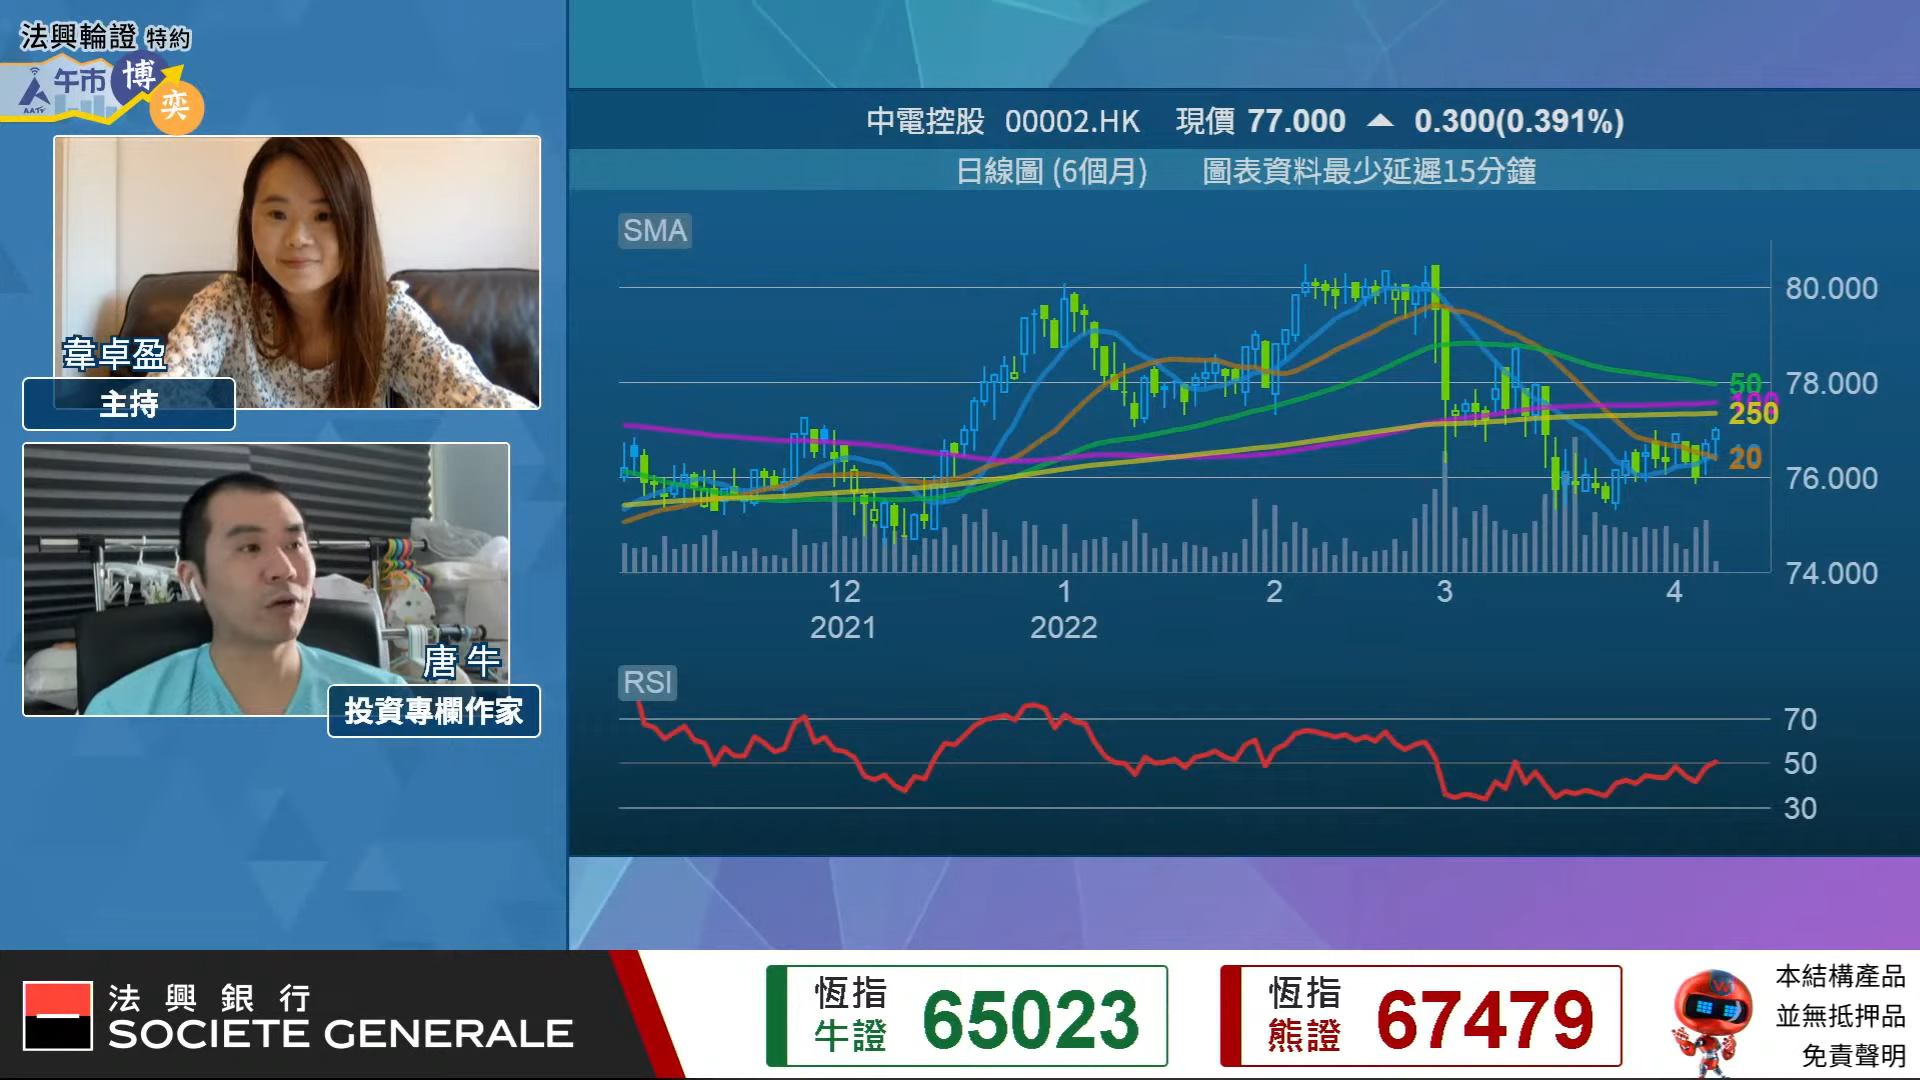 法興輪證 特約
午市 博
AATV
奕
韋卓盈
主持
唐 牛
投資專欄作家
中電控股 00002.HK 現價 77.000 0.300(0.391%)
日線圖 (6個月) 圖表資料最少延遲15分鐘
SMA
80.000
78.000
76.000
74.000
50
100
250
20
12 1 2 3 4
2021 2022
RSI
70
50
30
法興銀行
SOCIETE GENERALE
恆指
牛證
65023
恆指
熊證
67479
本結構產品
並無抵押品
免責聲明